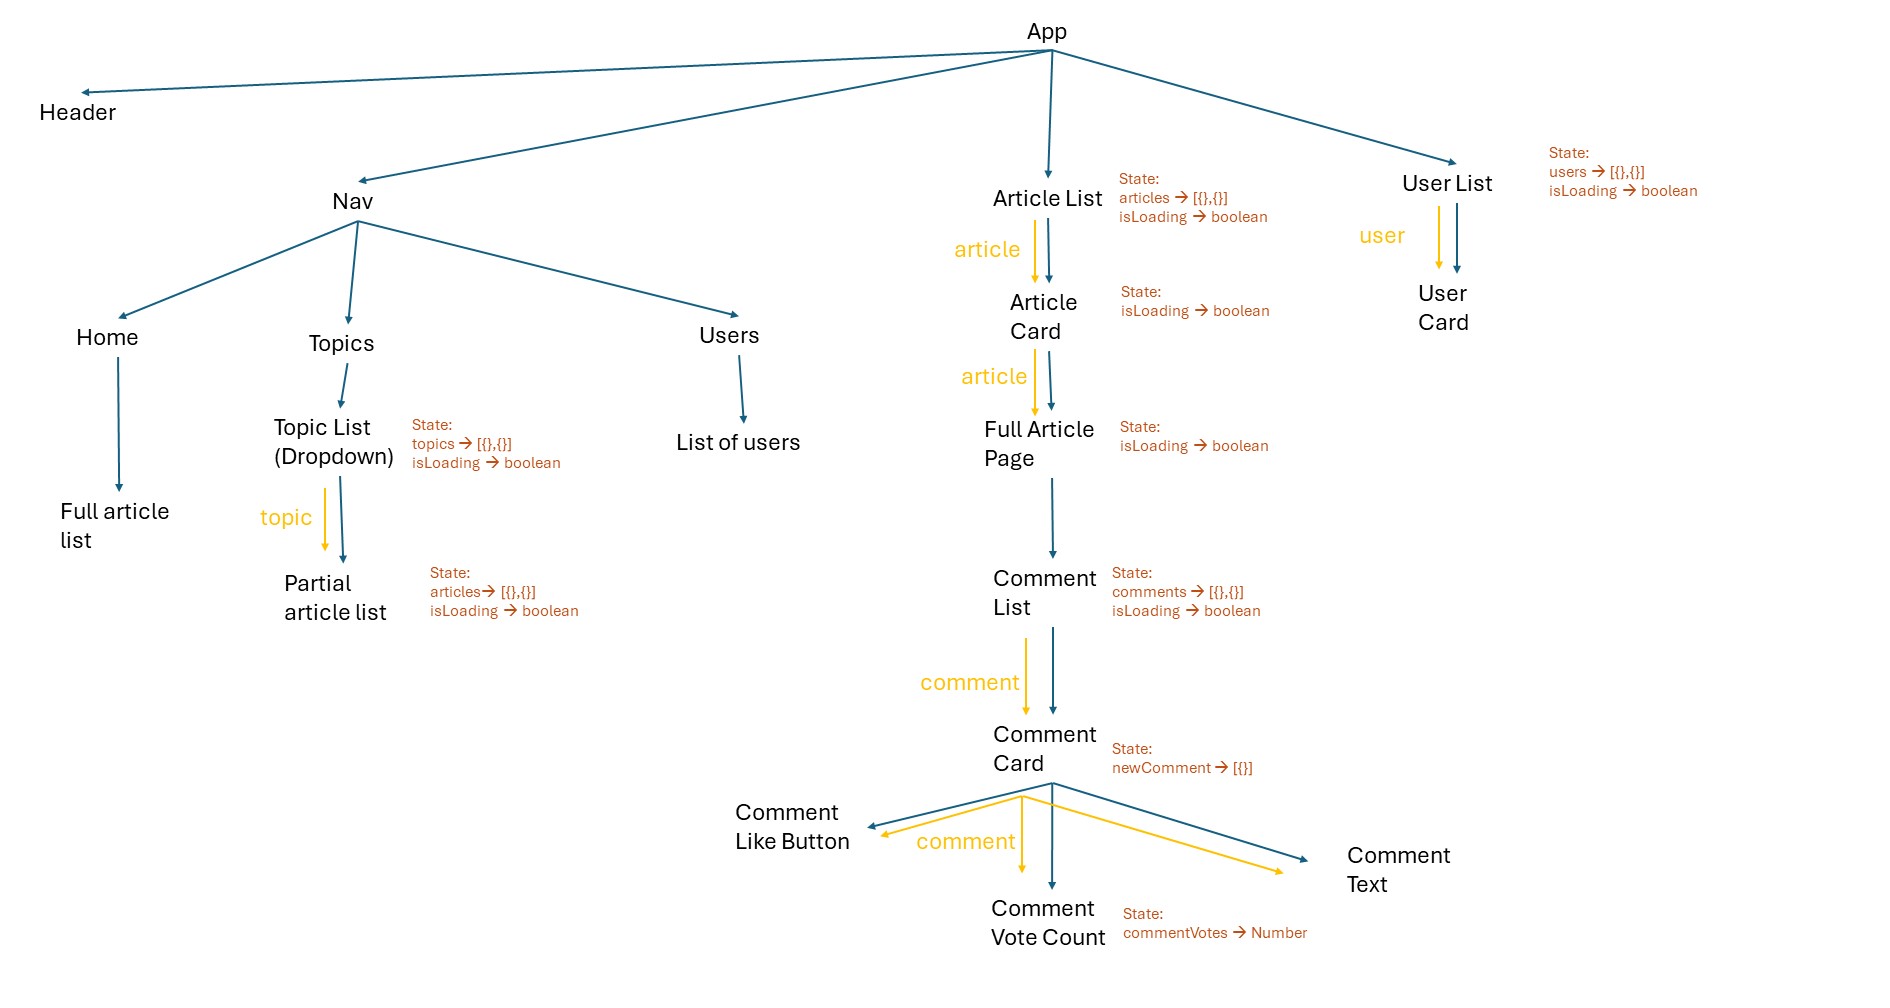 App
Header
Nav
Home
Full article
list
Topics
Topic List
(Dropdown)
State:
topics → [{},{}]
isLoading → boolean
topic
Partial
article list
State:
articles→ [{},{}]
isLoading → boolean
Users
List of users
Article List
State:
articles → [{},{}]
isLoading → boolean
article
Article
Card
State:
isLoading → boolean
article
Full Article
Page
State:
isLoading → boolean
Comment
List
State:
comments → [{},{}]
isLoading → boolean
comment
Comment
Card
State:
newComment → [{}]
Comment
Like Button
comment
Comment
Vote Count
State:
commentVotes → Number
Comment
Text
User List
State:
users → [{},{}]
isLoading → boolean
user
User
Card